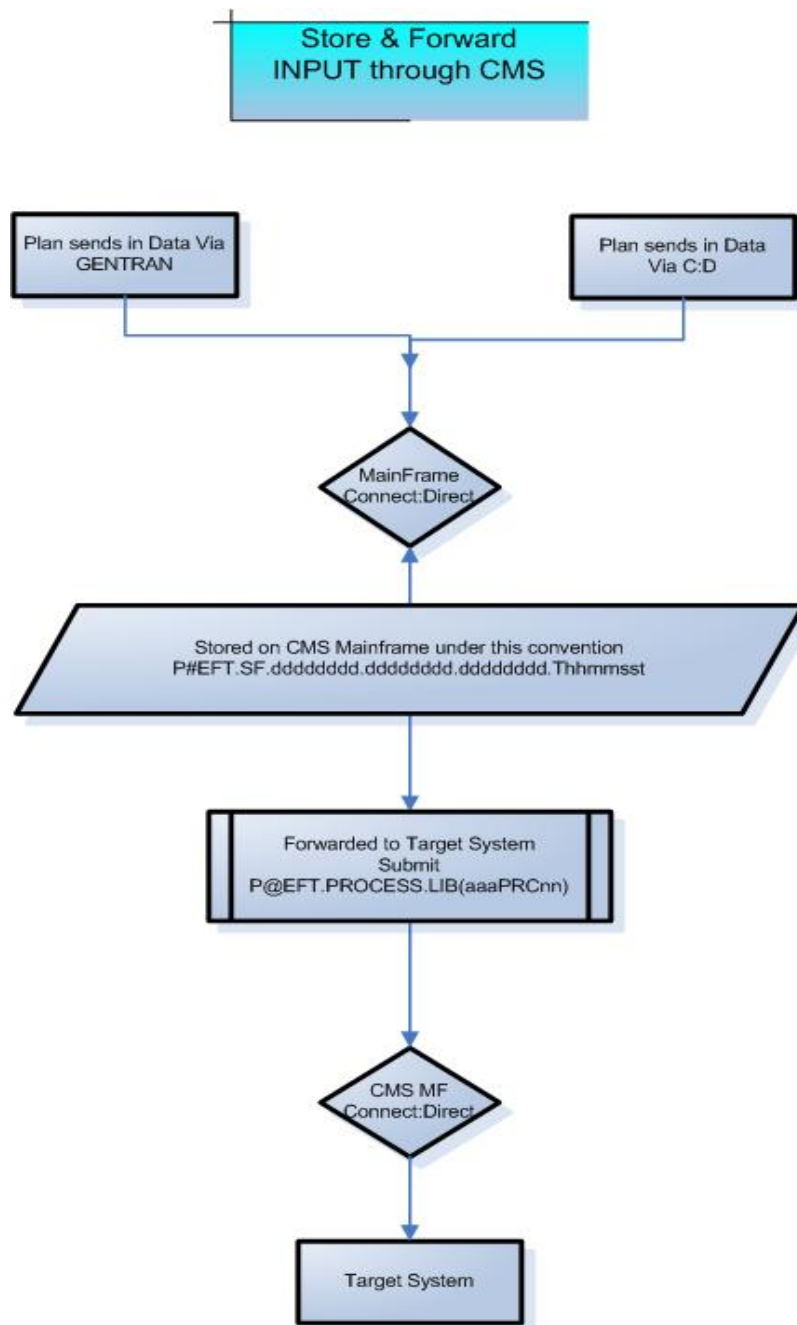 Store & Forward
INPUT through CMS
Plan sends in Data Via
GENTRAN
Plan sends in Data
Via C:D
MainFrame
Connect:Direct
Stored on CMS Mainframe under this convention
P#EFT.SF.dddddddd.dddddddd.dddddddd.Thhmmsst
Forwarded to Target System
Submit
P@EFT.PROCESS.LIB(aaaPRCnn)
CMS MF
Connect:Direct
Target System